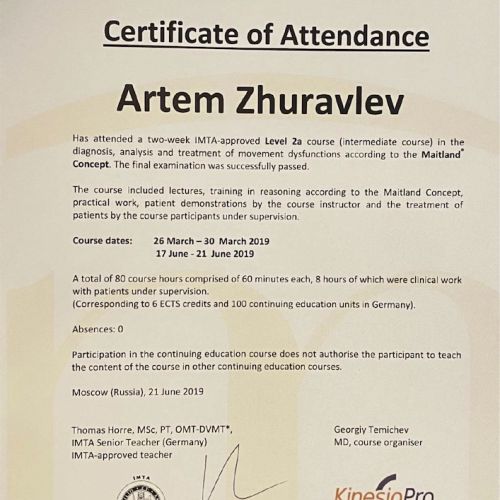 Certificate of Attendance
Artem Zhuravlev
Has attended a two-week IMTA-approved Level 2a course (intermediate course) in the
diagnosis, analysis and treatment of movement dysfunctions according to the Maitland®
Concept. The final examination was successfully passed.
The course included lectures, training in reasoning according to the Maitland Concept,
practical work, patient demonstrations by the course instructor and the treatment of
patients by the course participants under supervision.
Course dates: 26 March – 30 March 2019
17 June - 21 June 2019
A total of 80 course hours comprised of 60 minutes each, 8 hours of which were clinical work
with patients under supervision.
(Corresponding to 6 ECTS credits and 100 continuing education units in Germany).
Absences: 0
Participation in the continuing education course does not authorise the participant to teach
the content of the course in other continuing education courses.
Moscow (Russia), 21 June 2019
Thomas Horre, MSc, PT, OMT-DVMT*, Georgiy Temichev
IMTA Senior Teacher (Germany) MD, course organiser
IMTA-approved teacher
IMTA
KinesioPro